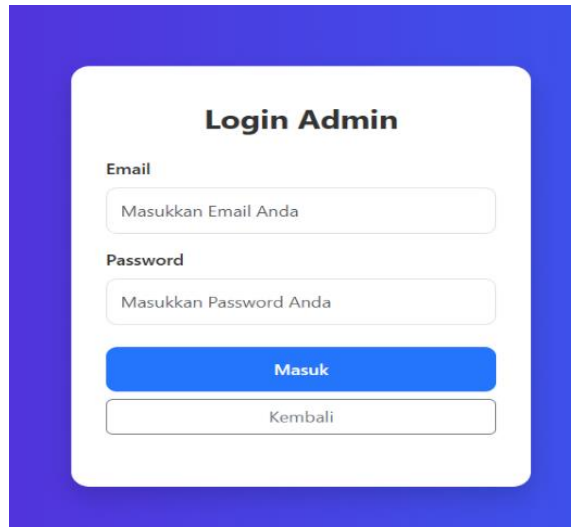 Login Admin
Email
Masukkan Email Anda
Password
Masukkan Password Anda
Masuk
Kembali